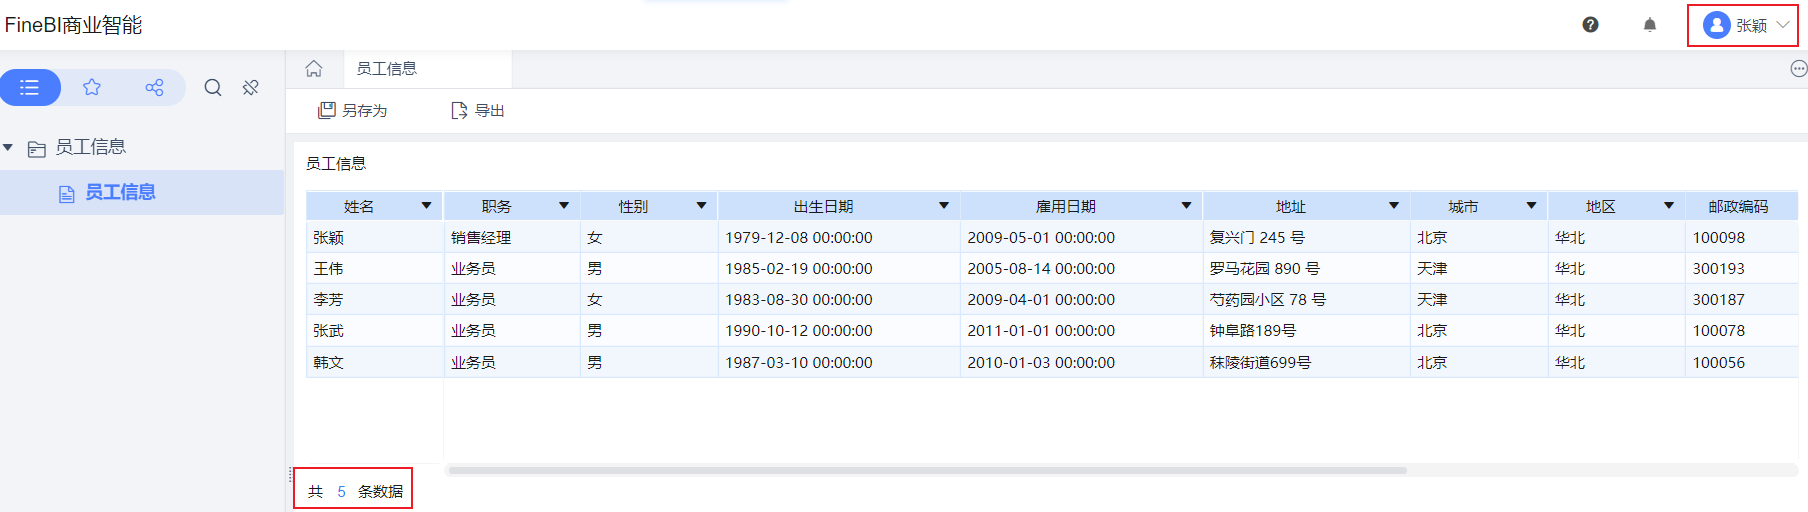 FineBI商业智能
张颖
员工信息
另存为 导出
员工信息
员工信息
员工信息
姓名 职务 性别 出生日期 雇用日期 地址 城市 地区 邮政编码
张颖 销售经理 女 1979-12-08 00:00:00 2009-05-01 00:00:00 复兴门 245 号 北京 华北 100098
王伟 业务员 男 1985-02-19 00:00:00 2005-08-14 00:00:00 罗马花园 890 号 天津 华北 300193
李芳 业务员 女 1983-08-30 00:00:00 2009-04-01 00:00:00 芍药园小区 78 号 天津 华北 300187
张武 业务员 男 1990-10-12 00:00:00 2011-01-01 00:00:00 钟阜路189号 北京 华北 100078
韩文 业务员 男 1987-03-10 00:00:00 2010-01-03 00:00:00 秣陵街道699号 北京 华北 100056
共 5 条数据